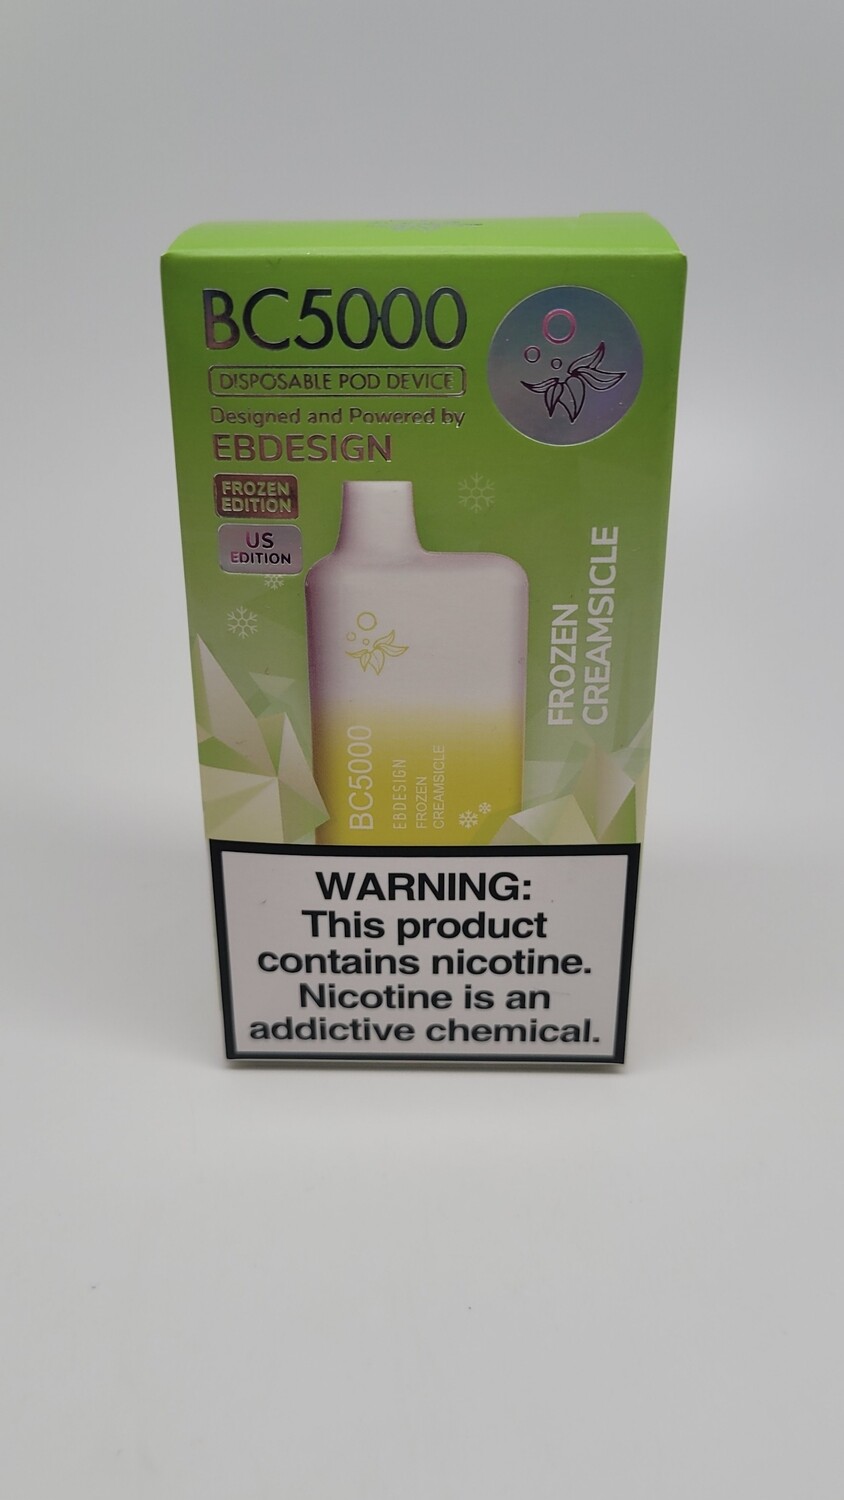 BC5000
DISPOSABLE POD DEVICE
Designed and Powered by
EBDESIGN
FROZEN
EDITION
US
EDITION
FROZEN
CREAMSICLE
BC5000
EBDESIGN
FROZEN
CREAMSICLE
WARNING:
This product
contains nicotine.
Nicotine is an
addictive chemical.